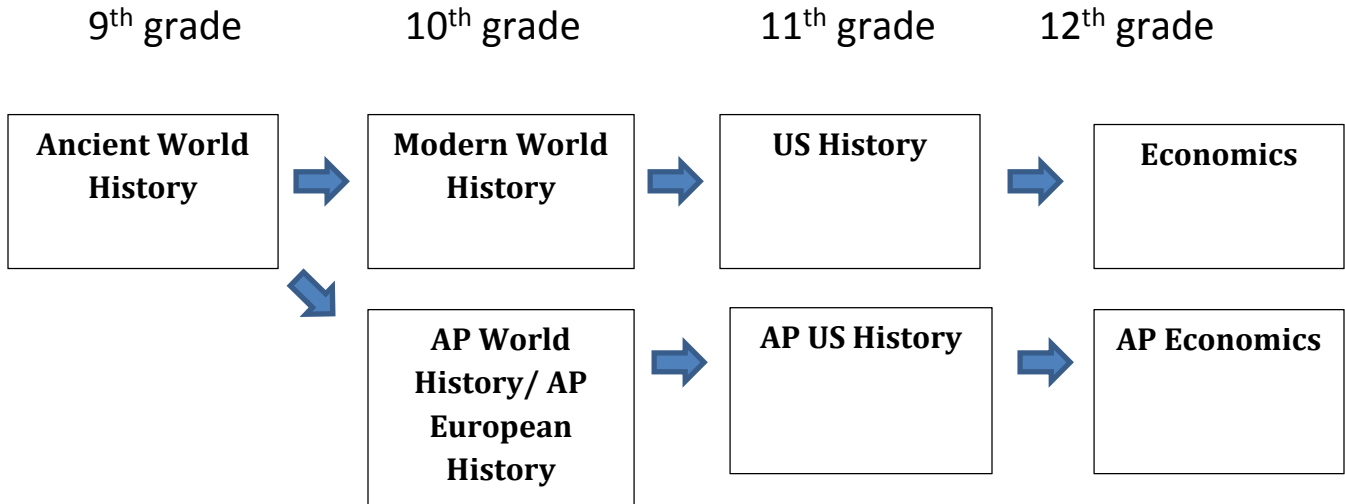 9th grade
10th grade
11th grade
12th grade
Ancient World
History
Modern World
History
US History
Economics
AP World
History/ AP
European
History
AP US History
AP Economics